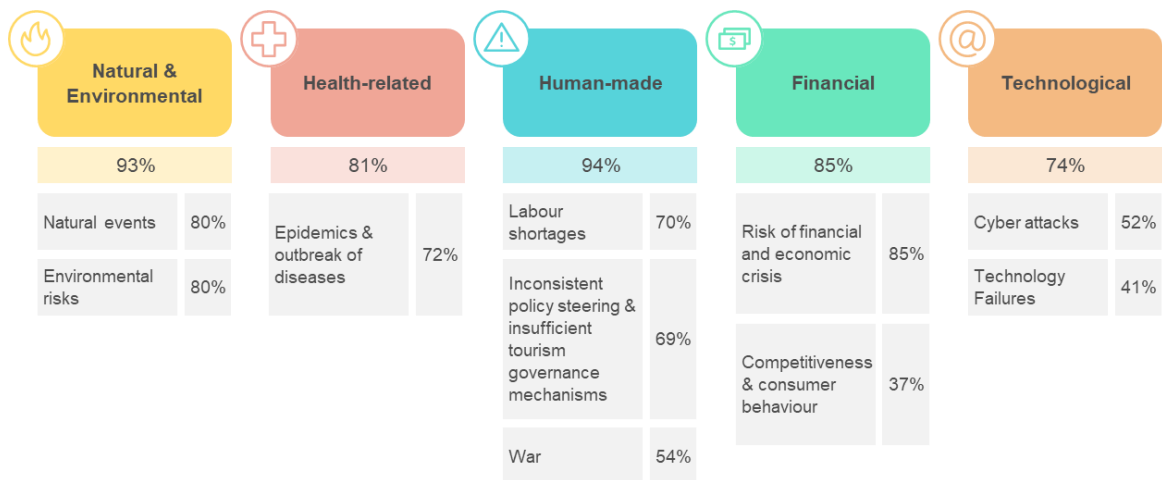 Natural &
Environmental
93%
Natural events
80%
Environmental
risks
80%
Health-related
81%
Epidemics &
outbreak of
diseases
72%
Human-made
94%
Labour
shortages
70%
Inconsistent
policy steering &
insufficient
tourism
governance
mechanisms
69%
War
54%
$
Financial
85%
Risk of financial
and economic
crisis
85%
Competitiveness
& consumer
behaviour
37%
@
Technological
74%
Cyber attacks
52%
Technology
Failures
41%